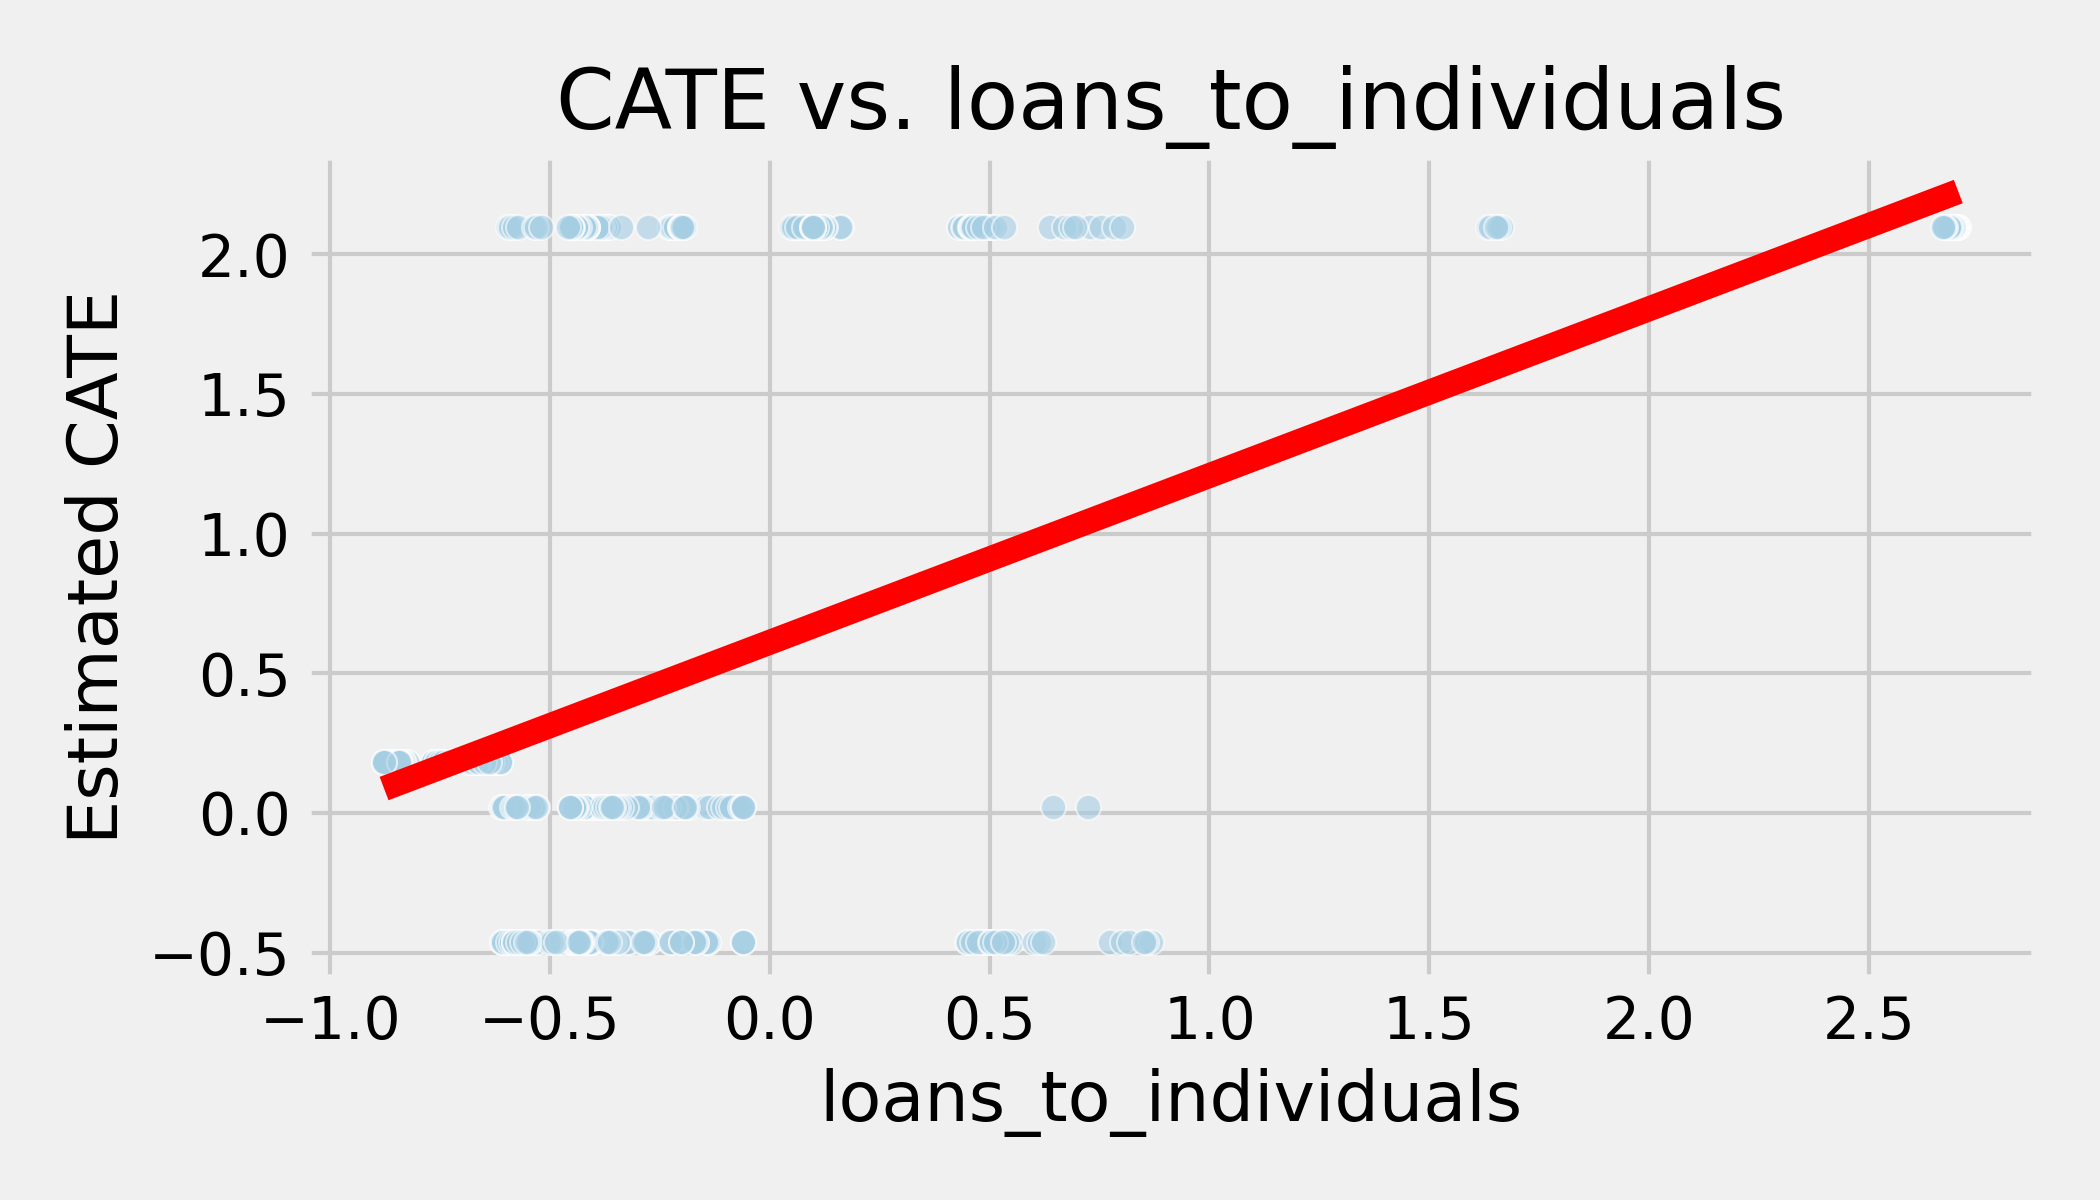 CATE vs. loans_to_individuals
Estimated CATE
2.0
1.5
1.0
0.5
0.0
−0.5
−1.0 −0.5 0.0 0.5 1.0 1.5 2.0 2.5
loans_to_individuals